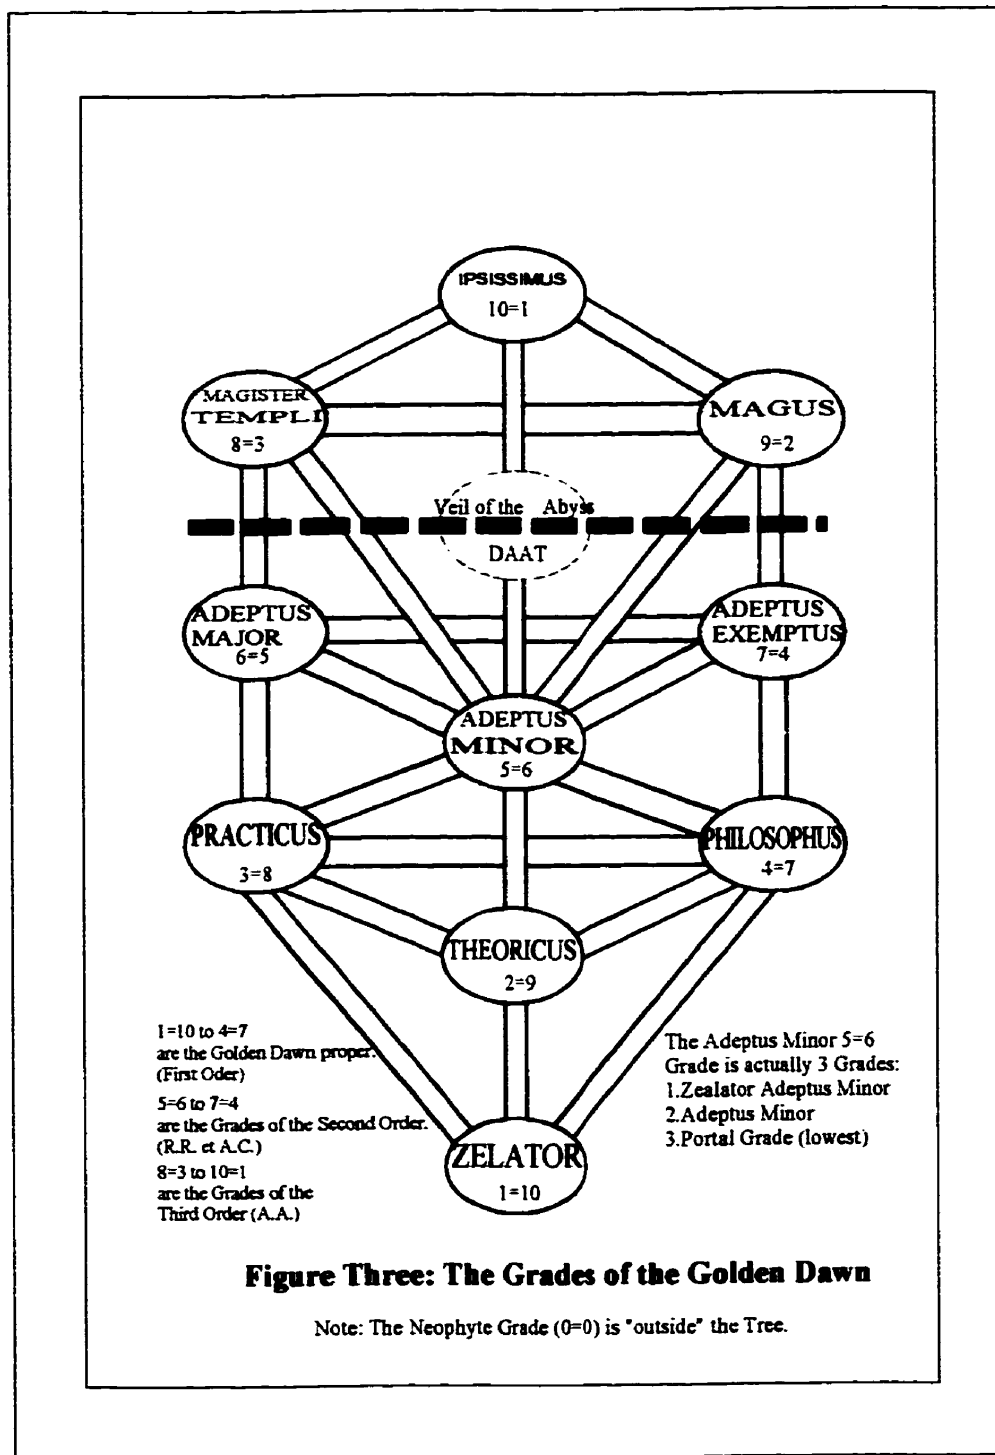 IPSISSIMUS
10=1
MAGISTER
TEMPLI
8=3
MAGUS
9=2
Veil of the Abyss
DAAT
ADEPTUS
MAJOR
6=5
ADEPTUS
EXEMPTUS
7=4
ADEPTUS
MINOR
5=6
PRACTICUS
3=8
PHILOSOPHUS
4=7
THEORICUS
2=9
1=10 to 4=7
are the Golden Dawn proper.
(First Oder)
5=6 to 7=4
are the Grades of the Second Order.
(R.R. et A.C.)
8=3 to 10=1
are the Grades of the
Third Order (A.A.)
The Adeptus Minor 5=6
Grade is actually 3 Grades:
1.Zealator Adeptus Minor
2.Adeptus Minor
3.Portal Grade (lowest)
ZELATOR
1=10
Figure Three: The Grades of the Golden Dawn
Note: The Neophyte Grade (0=0) is "outside" the Tree.